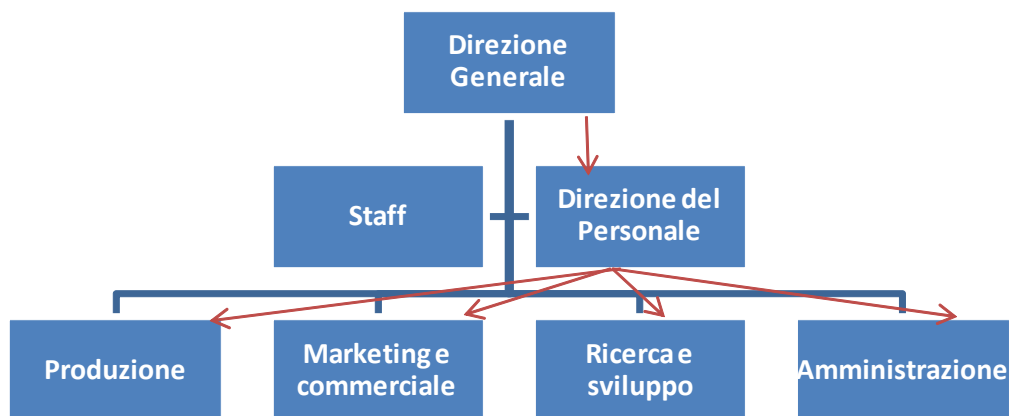 Direzione
Generale
Staff
Direzione del
Personale
Produzione
Marketing e
commerciale
Ricerca e
sviluppo
Amministrazione